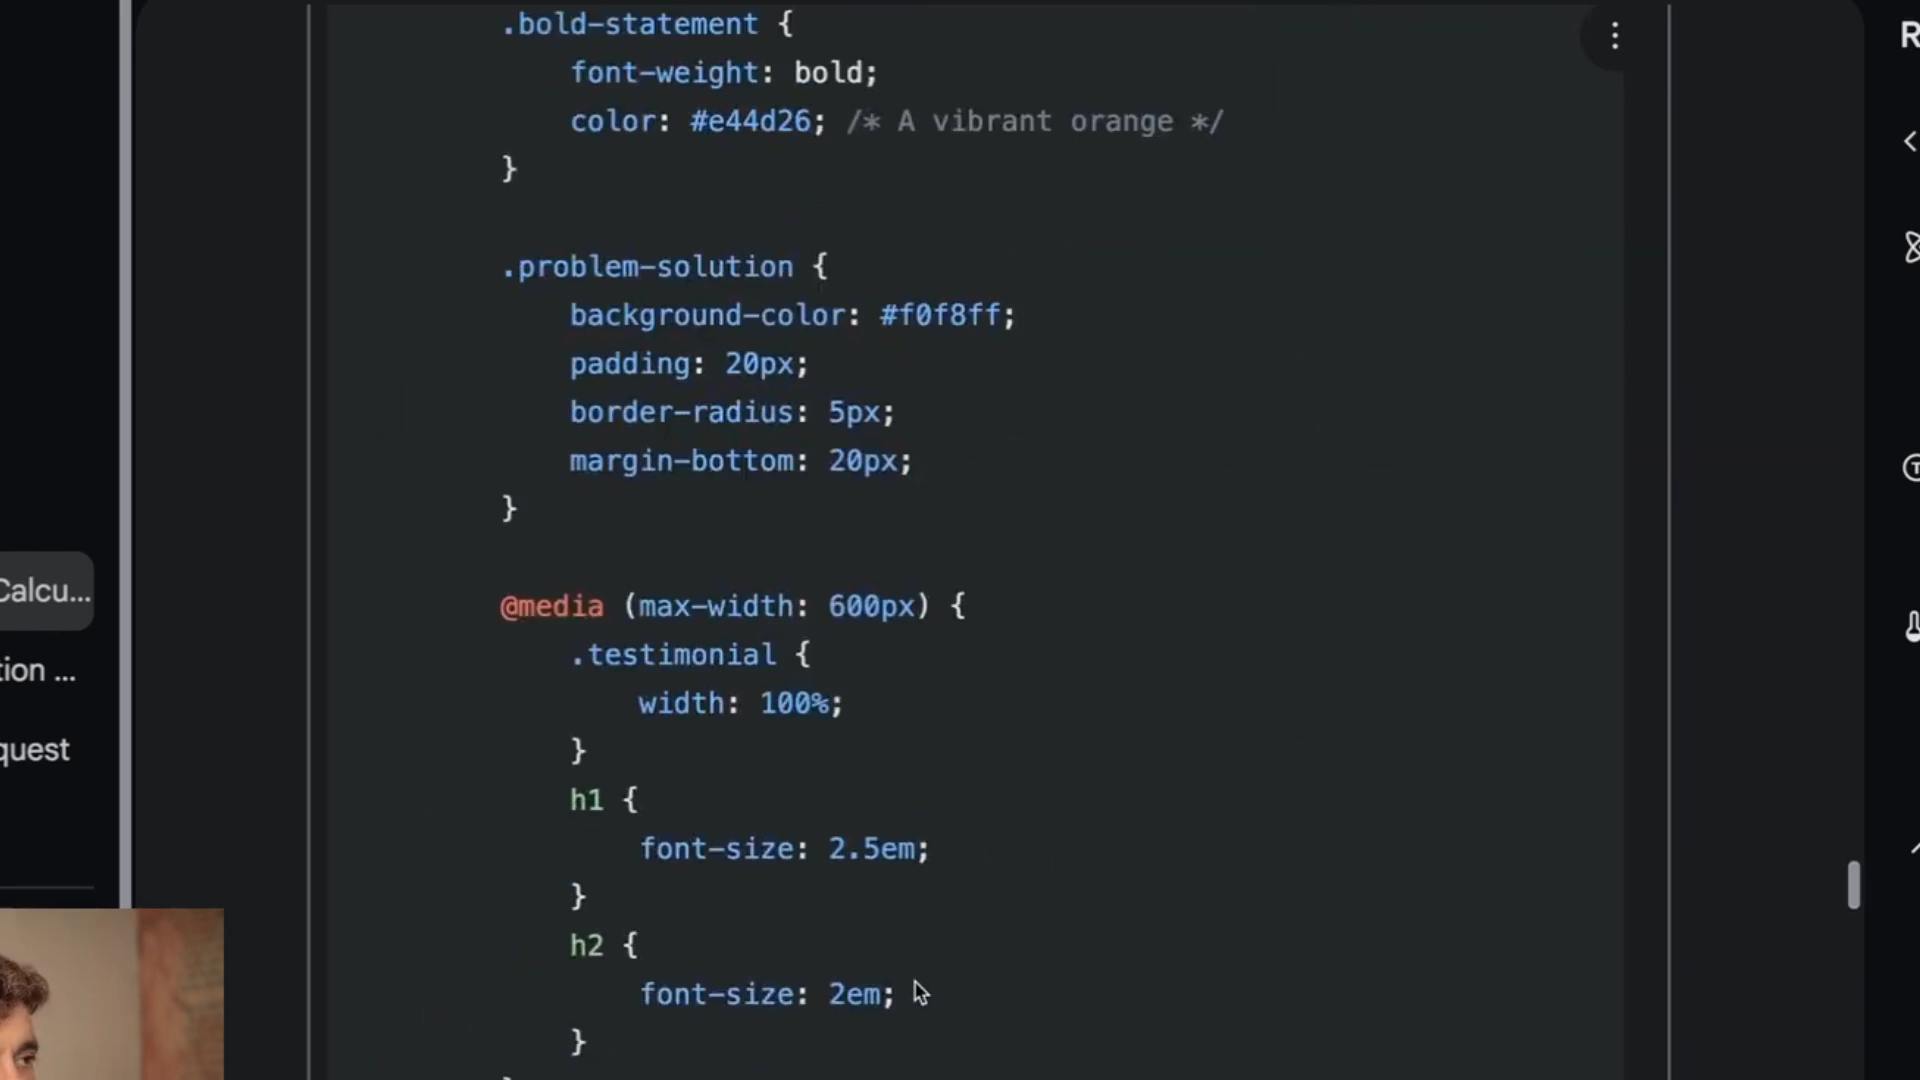 .bold-statement {
font-weight: bold;
color: #e44d26; /* A vibrant orange */
}
.problem-solution {
background-color: #f0f8ff;
padding: 20px;
border-radius: 5px;
margin-bottom: 20px;
}
@media (max-width: 600px) {
.testimonial {
width: 100%;
}
h1 {
font-size: 2.5em;
}
h2 {
font-size: 2em;
}
Calcu...
tion ...
quest
R